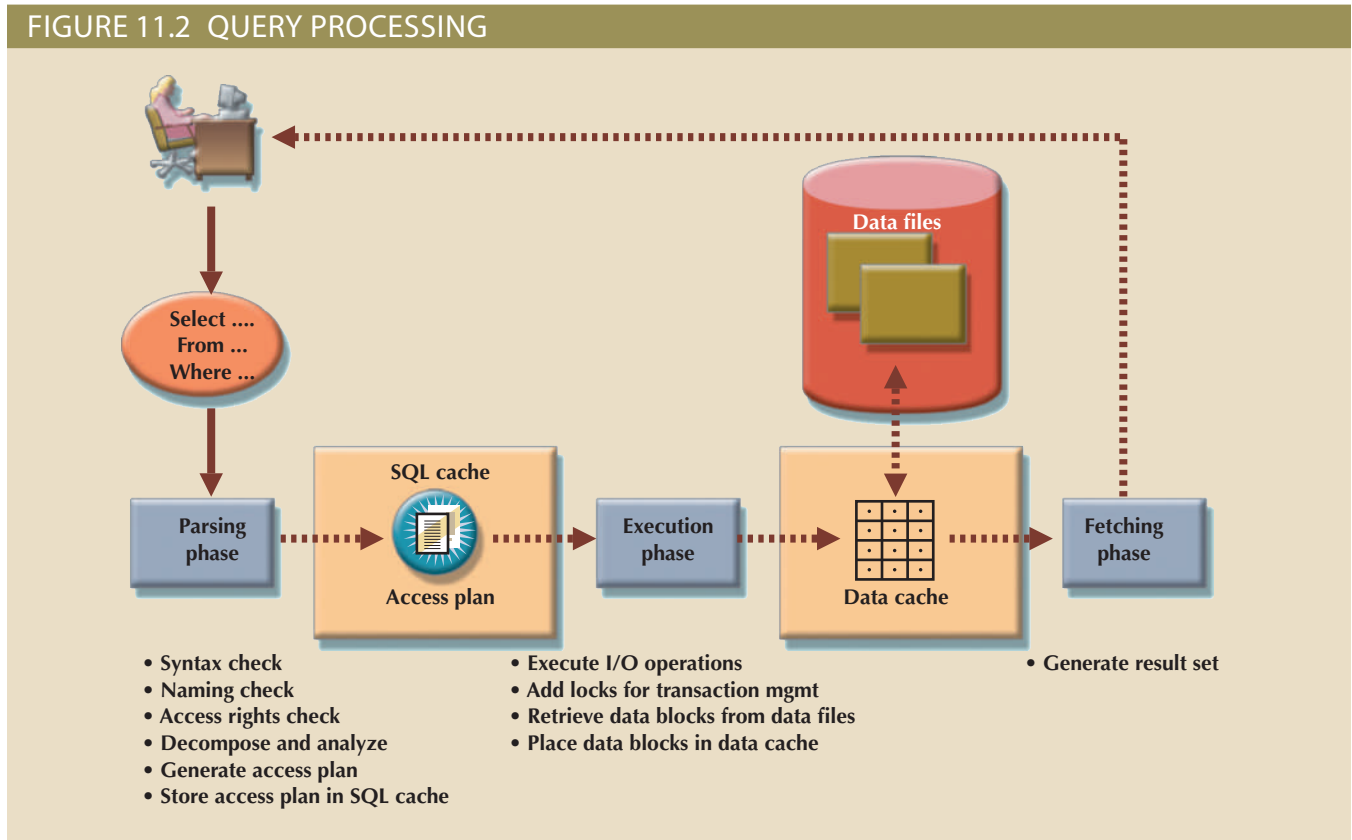 FIGURE 11.2 QUERY PROCESSING
Data files
Select ....
From ...
Where ...
SQL cache
Parsing
phase
Access plan
Execution
phase
Data cache
Fetching
phase
• Syntax check
• Naming check
• Access rights check
• Decompose and analyze
• Generate access plan
• Store access plan in SQL cache
• Execute I/O operations
• Add locks for transaction mgmt
• Retrieve data blocks from data files
• Place data blocks in data cache
• Generate result set